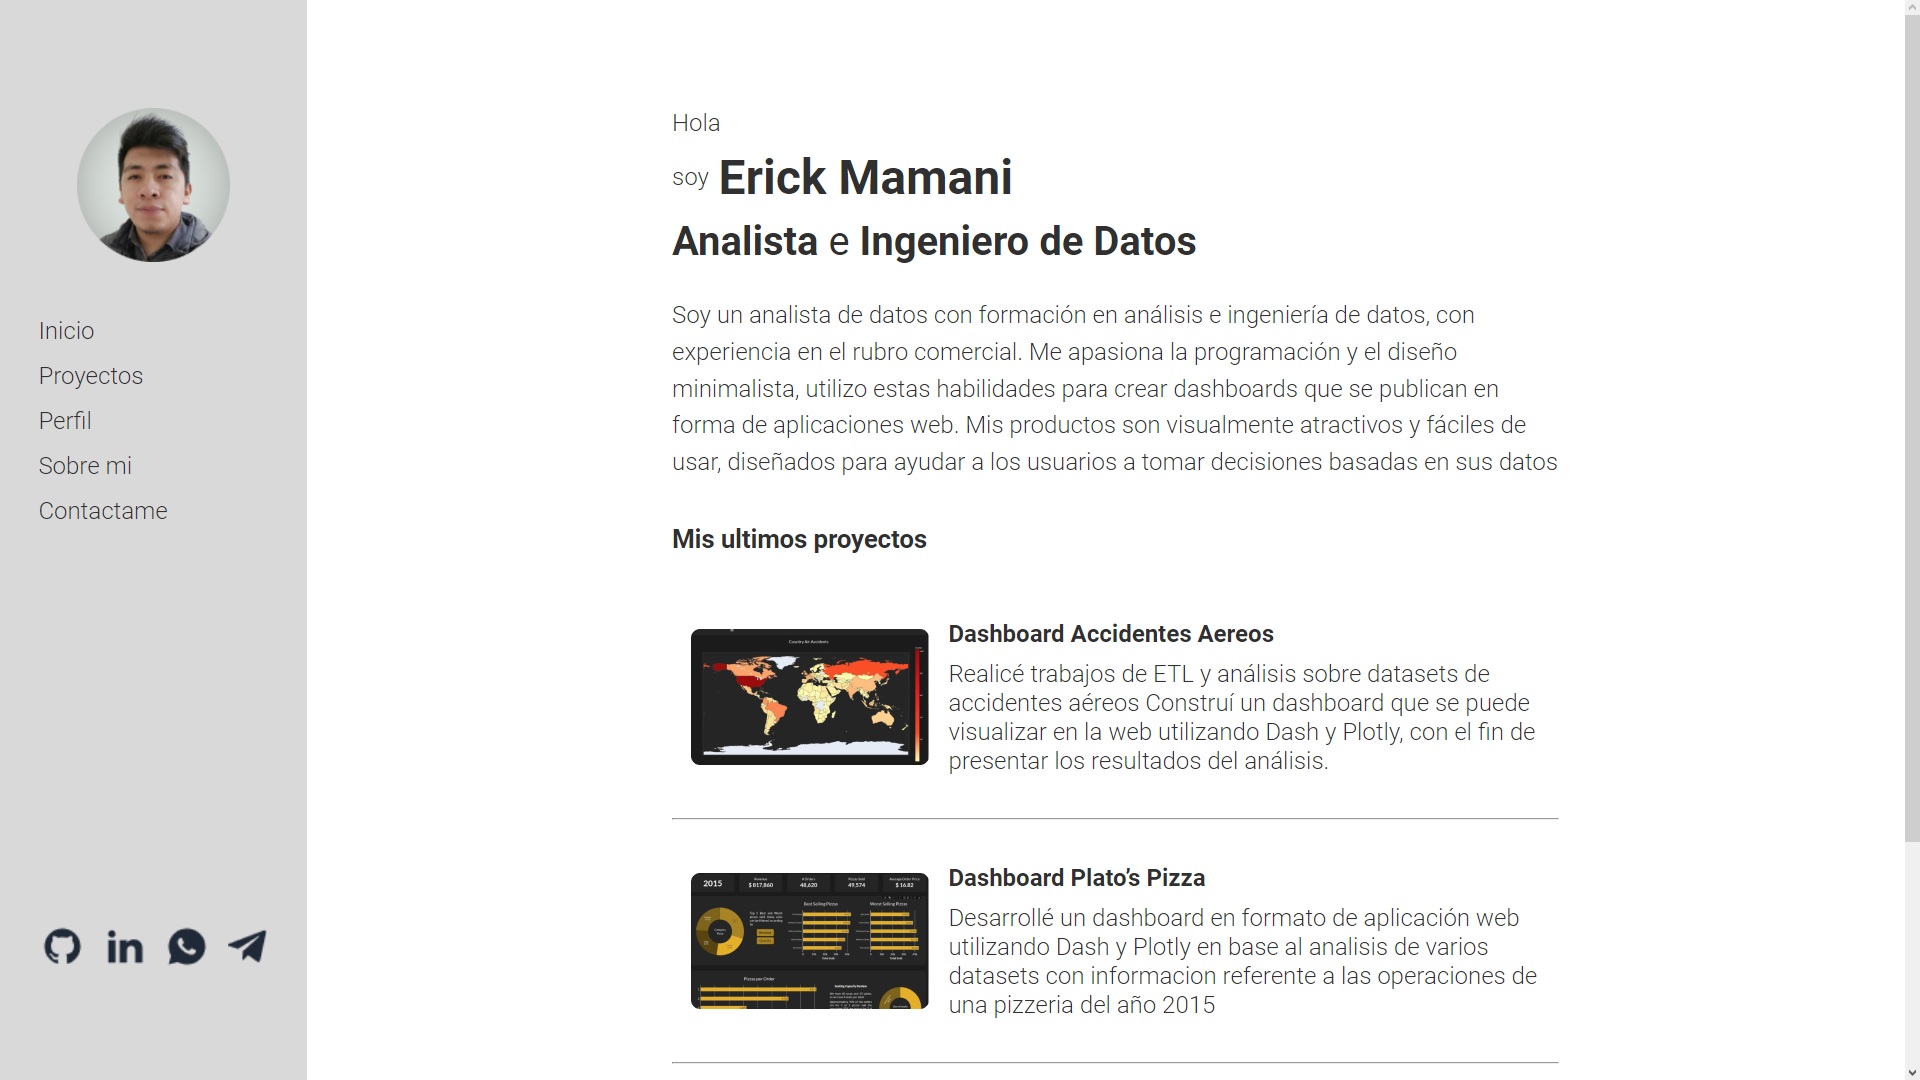 Inicio
Proyectos
Perfil
Sobre mi
Contactame
Hola
soy Erick Mamani
Analista e Ingeniero de Datos
Soy un analista de datos con formación en análisis e ingeniería de datos, con
experiencia en el rubro comercial. Me apasiona la programación y el diseño
minimalista, utilizo estas habilidades para crear dashboards que se publican en
forma de aplicaciones web. Mis productos son visualmente atractivos y fáciles de
usar, diseñados para ayudar a los usuarios a tomar decisiones basadas en sus datos
Mis ultimos proyectos
Country Air Accidents
Dashboard Accidentes Aereos
Realicé trabajos de ETL y análisis sobre datasets de
accidentes aéreos Construí un dashboard que se puede
visualizar en la web utilizando Dash y Plotly, con el fin de
presentar los resultados del análisis.
2015
Revenue
$ 817,860
# Orders
48,620
Pizzas Sold
49,574
Average Order Price
$ 16.82
Best Selling Pizzas
Worst Selling Pizzas
Pizzas per Order
Dashboard Plato’s Pizza
Desarrollé un dashboard en formato de aplicación web
utilizando Dash y Plotly en base al analisis de varios
datasets con informacion referente a las operaciones de
una pizzeria del año 2015